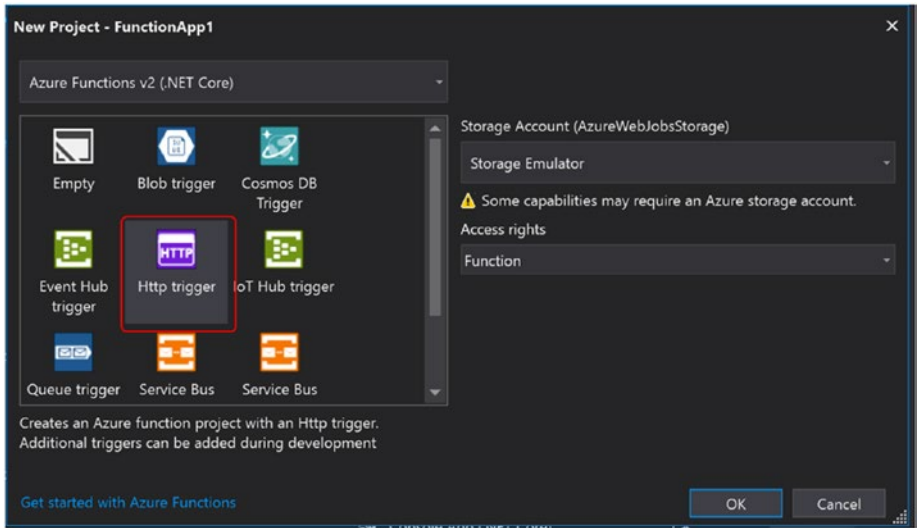 New Project - FunctionApp1
Azure Functions v2 (.NET Core)
Empty
Blob trigger
Cosmos DB
Trigger
HTTP
Event Hub
trigger
Http trigger
IoT Hub trigger
Queue trigger
Service Bus
Service Bus
Creates an Azure function project with an Http trigger.
Additional triggers can be added during development
Get started with Azure Functions
Storage Account (AzureWebJobsStorage)
Storage Emulator
Some capabilities may require an Azure storage account.
Access rights
Function
OK
Cancel